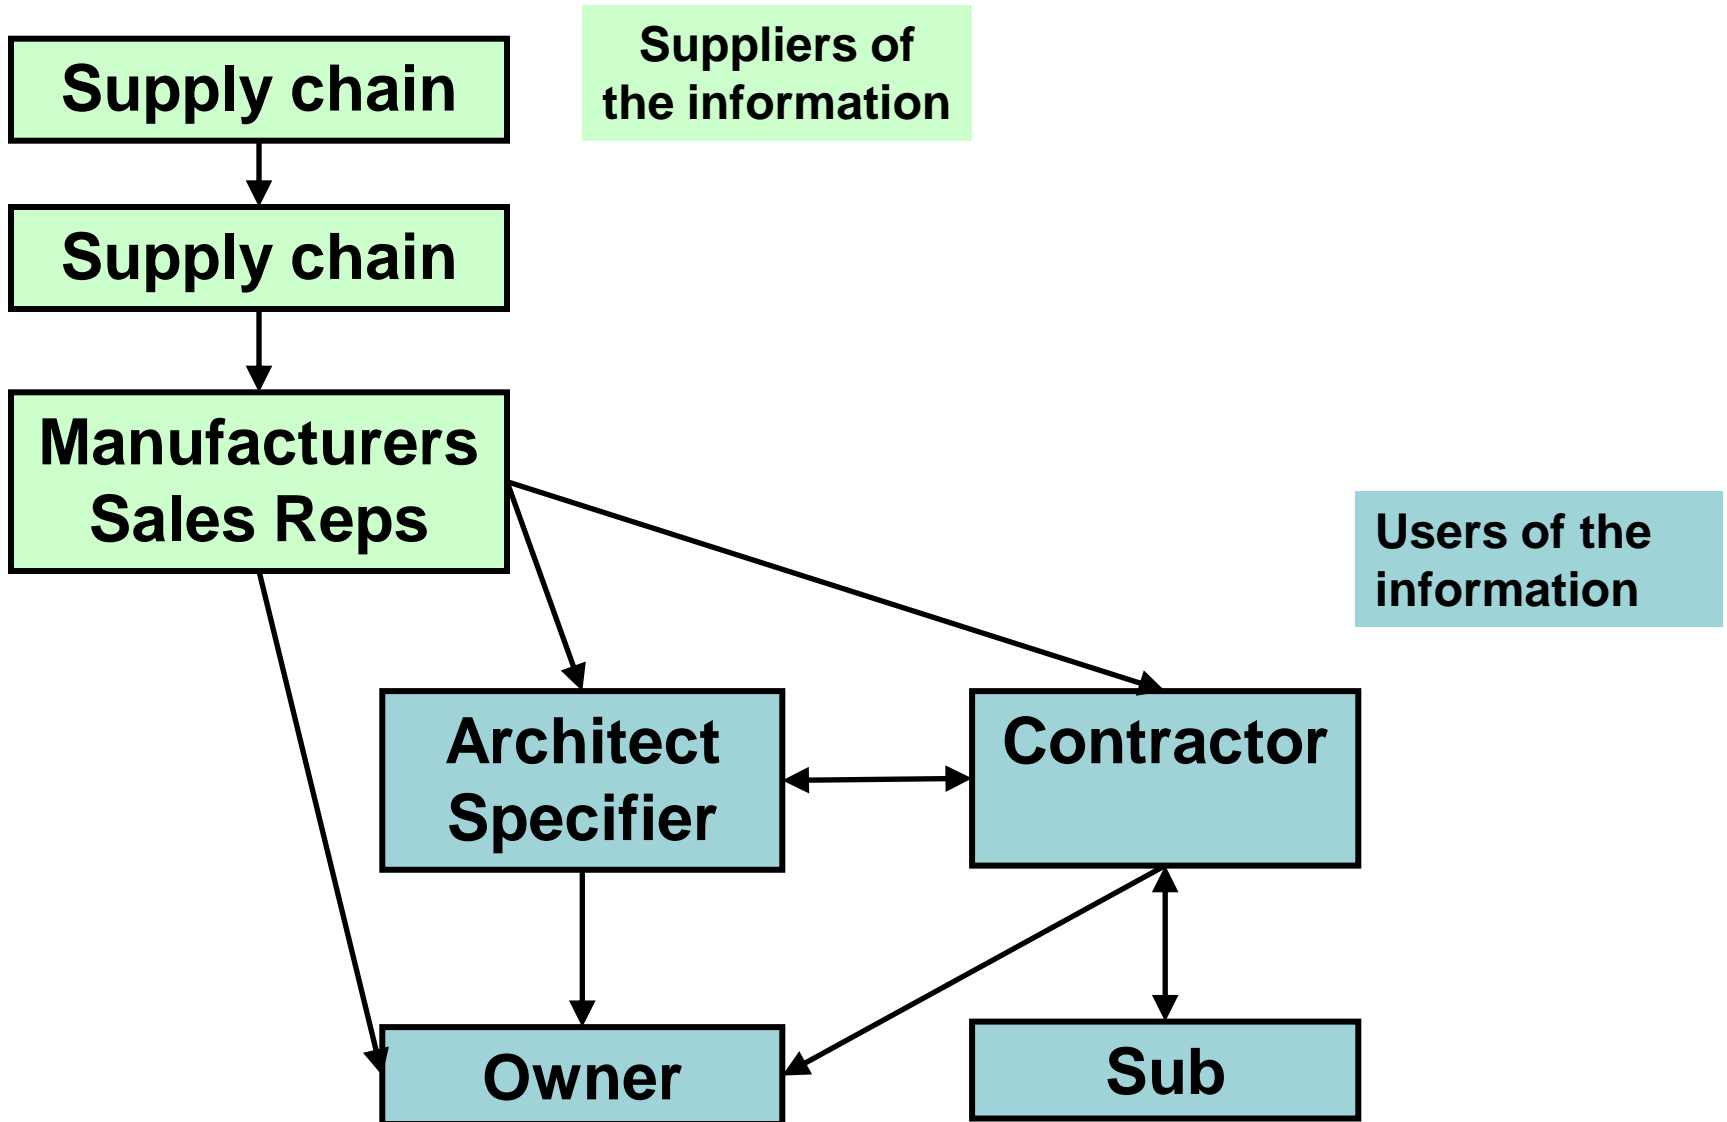 Suppliers of
the information
Supply chain
Supply chain
Manufacturers
Sales Reps
Users of the
information
Architect
Specifier
Contractor
Owner
Sub